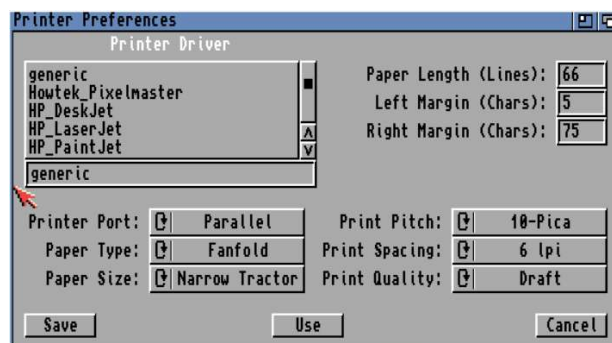 Printer Preferences
Printer Driver
generic
Howtek_Pixelmaster
HP_DeskJet
HP_LaserJet
HP_PaintJet
generic
Paper Length (Lines): 66
Left Margin (Chars): 5
Right Margin (Chars): 75
Printer Port: Parallel
Paper Type: Fanfold
Paper Size: Narrow Tractor
Print Pitch: 10-Pica
Print Spacing: 6 lpi
Print Quality: Draft
Save
Use
Cancel